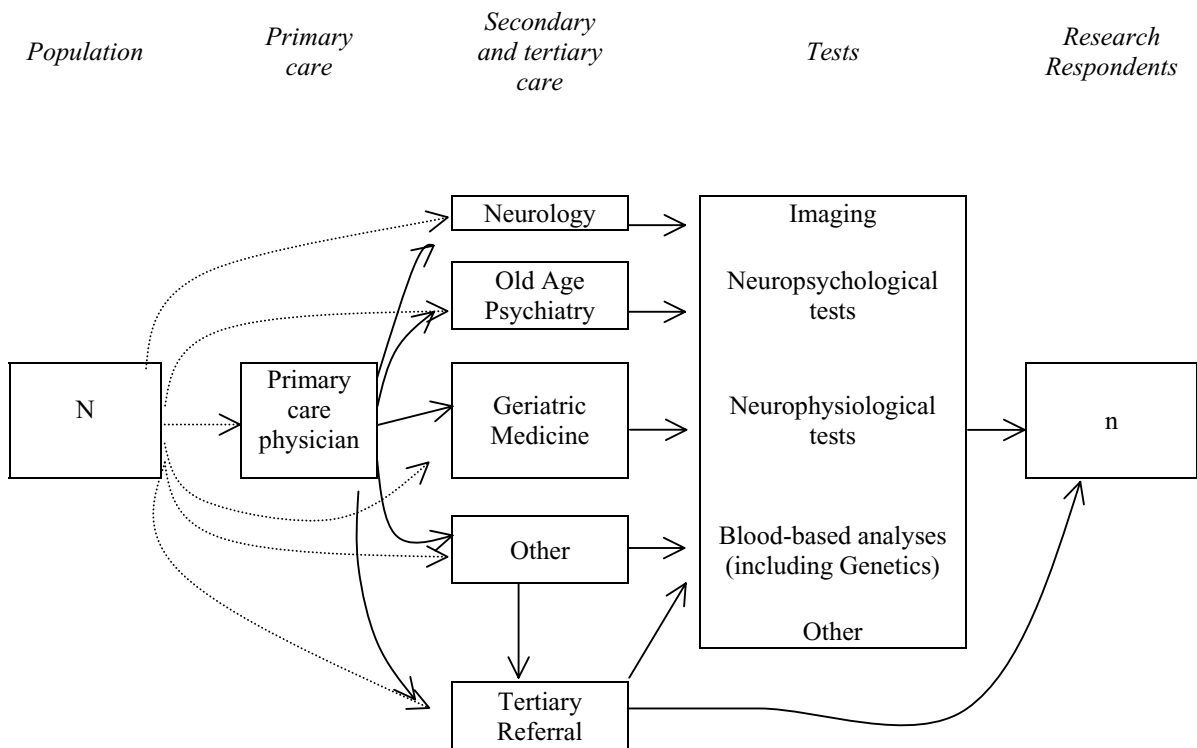 Population
Primary
care
Secondary
and tertiary
care
Tests
Research
Respondents
N
Primary
care
physician
Neurology
Old Age
Psychiatry
Geriatric
Medicine
Other
Tertiary
Referral
Imaging
Neuropsychological
tests
Neurophysiological
tests
Blood-based analyses
(including Genetics)
Other
n